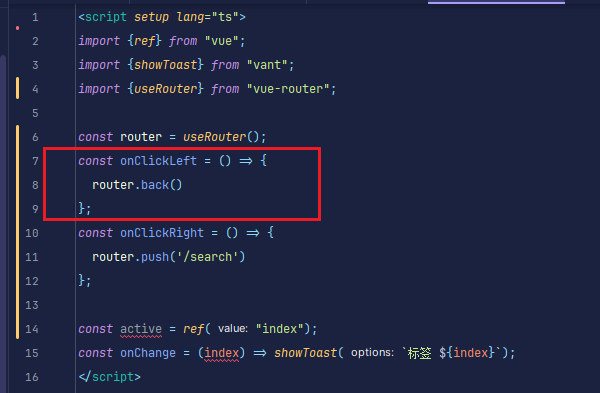 1 <script setup lang="ts">
2 import {ref} from "vue";
3 import {showToast} from "vant";
4 import {useRouter} from "vue-router";
5
6 const router = useRouter();
7 const onClickLeft = () => {
8 router.back()
9 };
10 const onClickRight = () => {
11 router.push('/search')
12 };
13
14 const active = ref( value: "index");
15 const onChange = (index) => showToast( options: `标签 ${index}`);
16 </script>